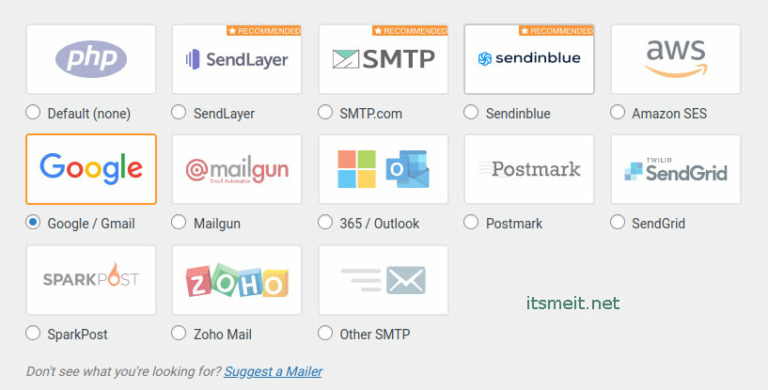 RECOMMENDED RECOMMENDED RECOMMENDED
php SendLayer SMTP sendinblue aws
Default (none) SendLayer SMTP.com Sendinblue Amazon SES
Google @mailgun Postmark TWILIO
Email Automation SendGrid
Google / Gmail Mailgun 365 / Outlook Postmark SendGrid
SPARKPOST ZOHO
itsmeit.net
SparkPost Zoho Mail Other SMTP
Don't see what you're looking for? Suggest a Mailer